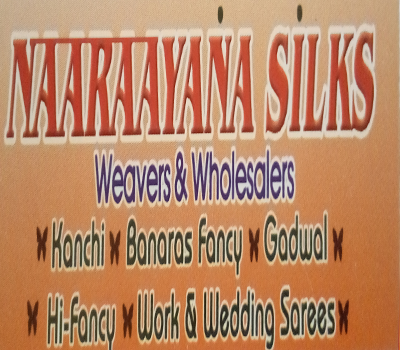 NAARAAYANA SILKS
Weavers & Wholesalers
Kanchi * Banaras Fancy * Gadwal
Hi-Fancy * Work & Wedding Sarees